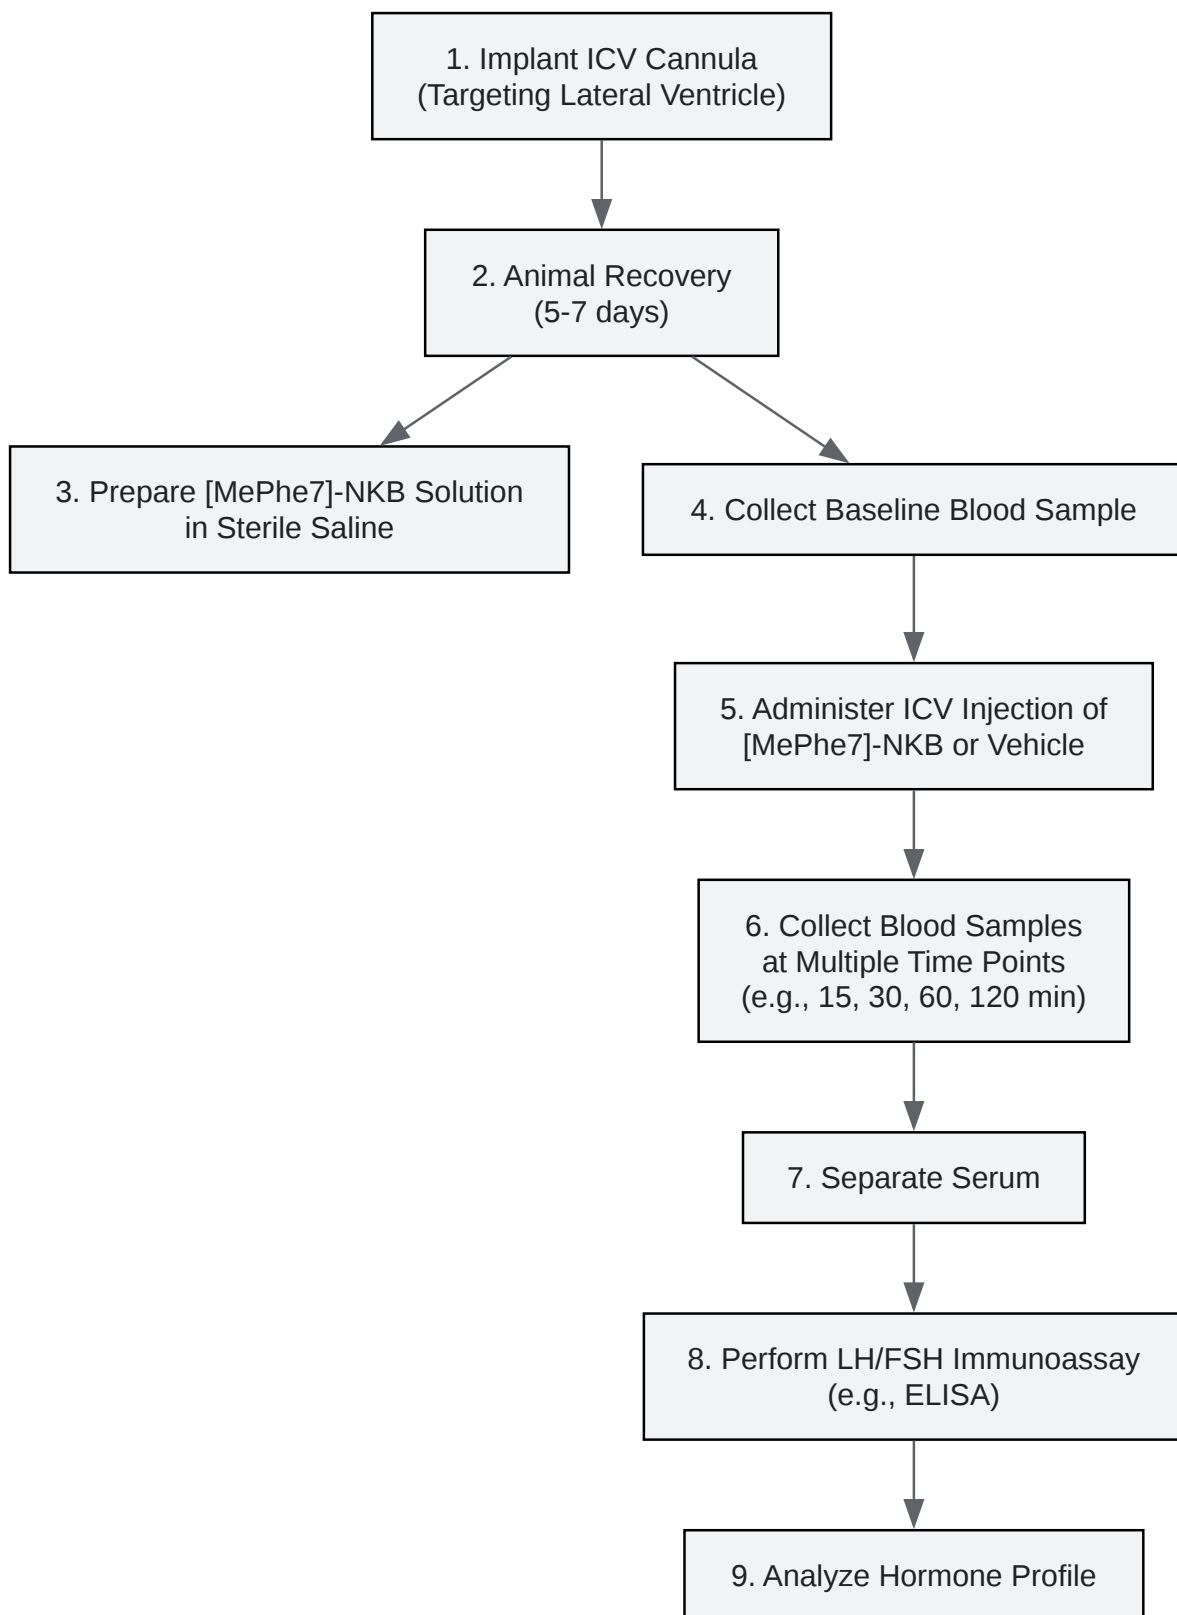 1. Implant ICV Cannula
(Targeting Lateral Ventricle)
2. Animal Recovery
(5-7 days)
3. Prepare [MePhe7]-NKB Solution
in Sterile Saline
4. Collect Baseline Blood Sample
5. Administer ICV Injection of
[MePhe7]-NKB or Vehicle
6. Collect Blood Samples
at Multiple Time Points
(e.g., 15, 30, 60, 120 min)
7. Separate Serum
8. Perform LH/FSH Immunoassay
(e.g., ELISA)
9. Analyze Hormone Profile